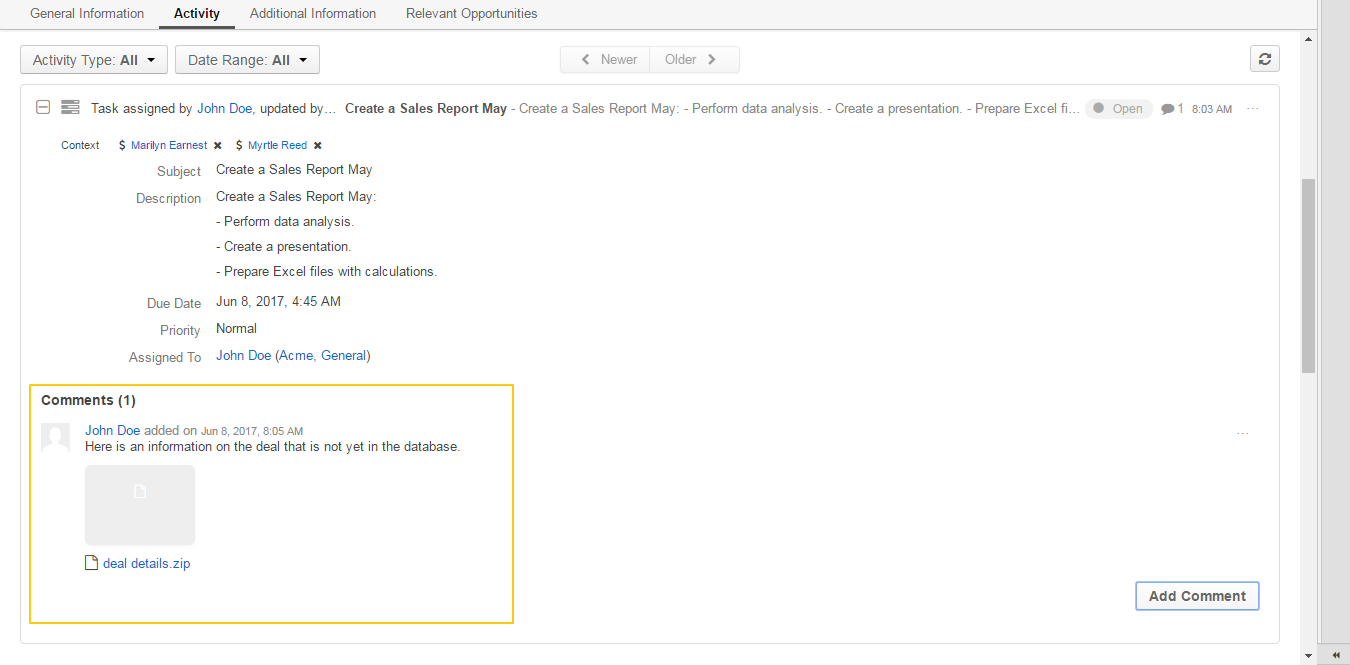 General Information Activity Additional Information Relevant Opportunities
Activity Type: All Date Range: All Newer Older
Task assigned by John Doe, updated by… Create a Sales Report May - Create a Sales Report May: - Perform data analysis. - Create a presentation. - Prepare Excel fi... Open 1 8:03 AM ...
Context $ Marilyn Earnest × $ Myrtle Reed ×
Subject Create a Sales Report May
Description Create a Sales Report May:
- Perform data analysis.
- Create a presentation.
- Prepare Excel files with calculations.
Due Date Jun 8, 2017, 4:45 AM
Priority Normal
Assigned To John Doe (Acme, General)
Comments (1)
John Doe added on Jun 8, 2017, 8:05 AM ...
Here is an information on the deal that is not yet in the database.
deal details.zip
Add Comment